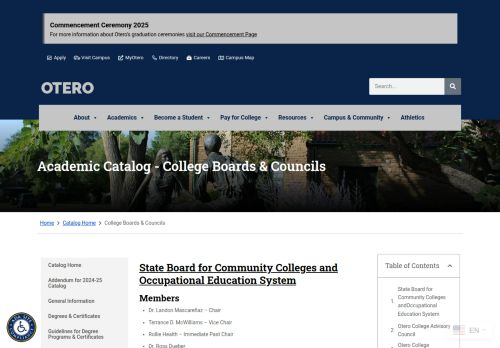 Commencement Ceremony 2025
For more information about Otero's graduation ceremonies visit our Commencement Page
Apply Visit Campus MyOtero Directory Careers Campus Map
OTERO
Search...
About Academics Become a Student Pay for College Resources Campus & Community Athletics
Academic Catalog - College Boards & Councils
Home > Catalog Home > College Boards & Councils
Catalog Home
Addendum for 2024-25
Catalog
General Information
Degrees & Certificates
Guidelines for Degree
Programs & Certificates
State Board for Community Colleges and
Occupational Education System
Members
• Dr. Landon Mascareñaz – Chair
• Terrance D. McWilliams – Vice Chair
• Rollie Heath – Immediate Past Chair
• Dr. Ross Dueber
Table of Contents
State Board for
Community Colleges
1. andOccupational
Education System
2. Otero College Advisory
Council
Otero College
EN